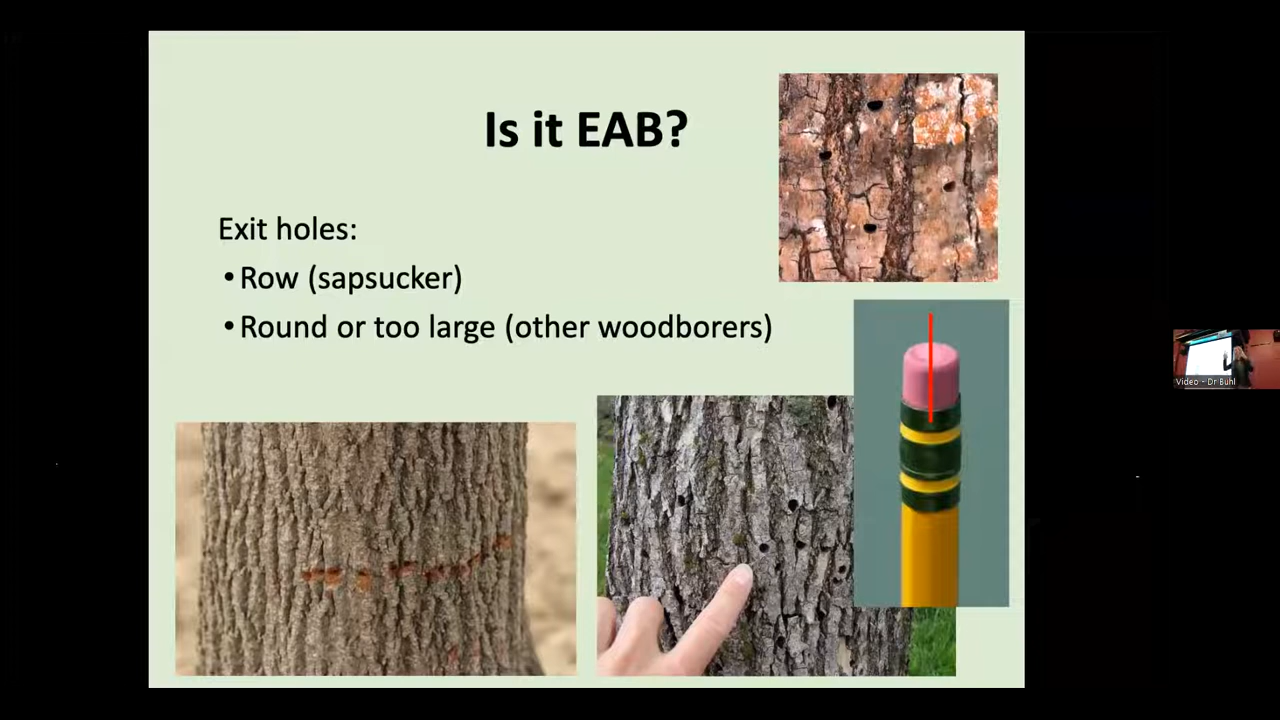 Is it EAB?
Exit holes:
• Row (sapsucker)
• Round or too large (other woodborers)
Video - Dr Buhl